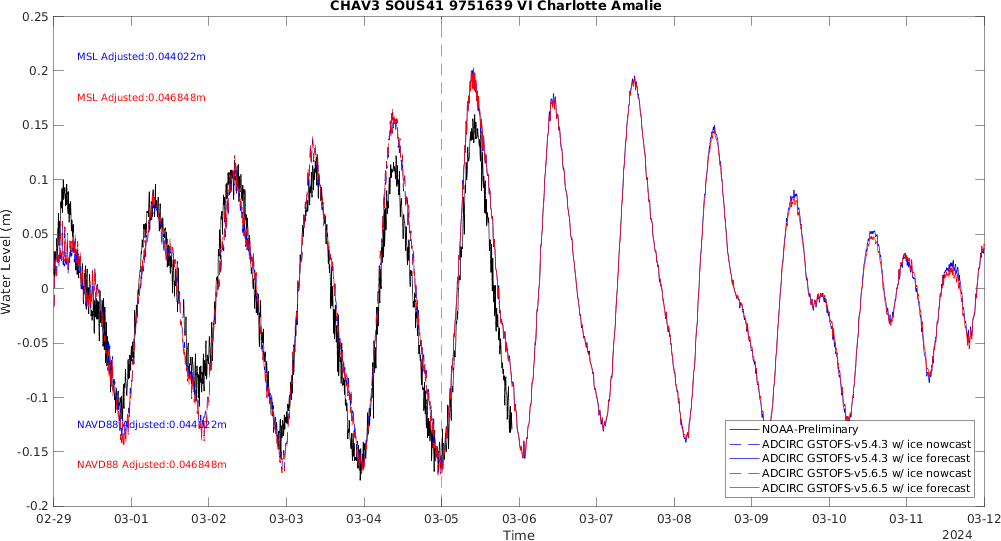 CHAV3 SOUS41 9751639 VI Charlotte Amalie
0.25
0.2
0.15
0.1
0.05
0
-0.05
-0.1
-0.15
-0.2
Water Level (m)
MSL Adjusted:0.044022m
MSL Adjusted:0.046848m
NAVD88 Adjusted:0.044022m
NAVD88 Adjusted:0.046848m
NOAA-Preliminary
ADCIRC GSTOFS-v5.4.3 w/ ice nowcast
ADCIRC GSTOFS-v5.4.3 w/ ice forecast
ADCIRC GSTOFS-v5.6.5 w/ ice nowcast
ADCIRC GSTOFS-v5.6.5 w/ ice forecast
02-29 03-01 03-02 03-03 03-04 03-05 03-06 03-07 03-08 03-09 03-10 03-11 03-12
Time
2024